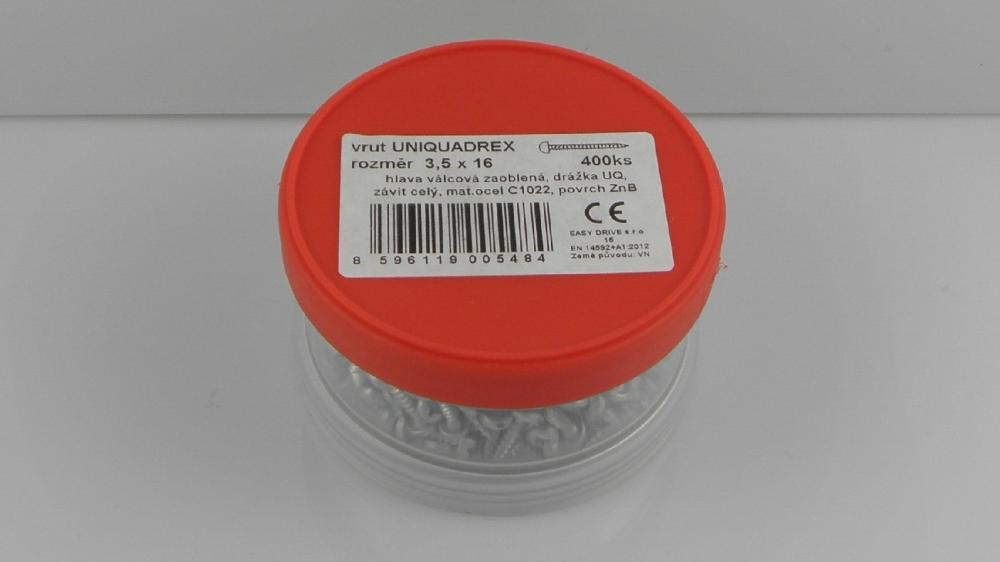 vrut UNIQUADREX
rozměr 3,5 x 16 400ks
hlava válcová zaoblená, drážka UQ,
závit celý, mat.ocel C1022, povrch ZnB
CE
EASY DRIVE s.r.o.
15
EN 14592+A1:2012
Země původu: VN
8 596119 005484